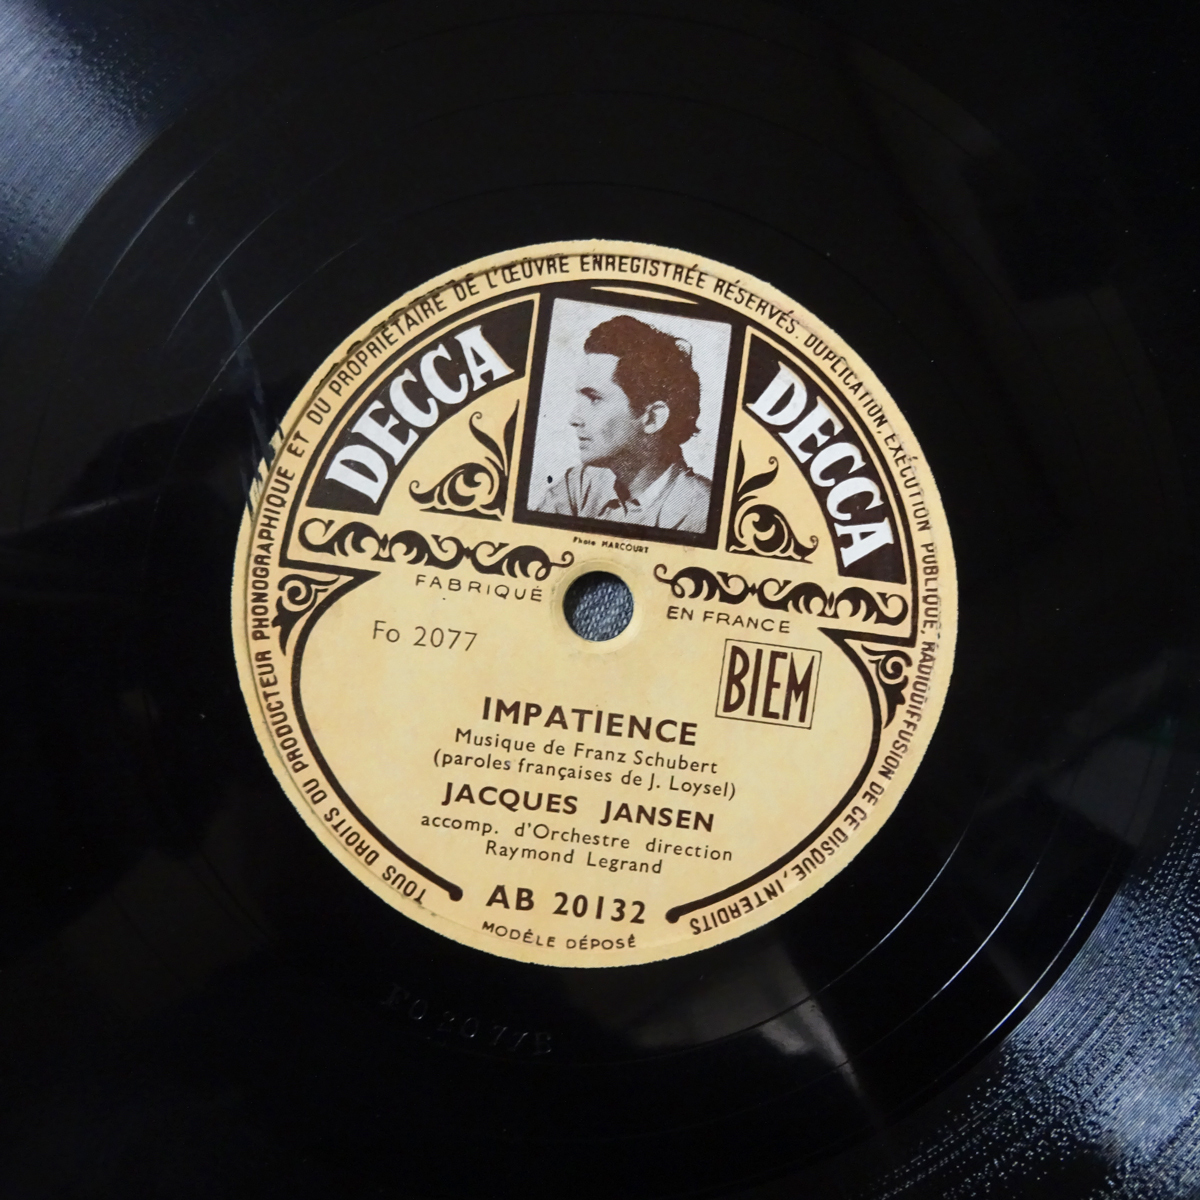 TOUS DROITS DU PRODUCTEUR PHONOGRAPHIQUE ET DU PROPRIÉTAIRE DE L'ŒUVRE ENREGISTRÉE RÉSERVÉS. DUPLICATION, EXÉCUTION PUBLIQUE, RADIODIFFUSION DE CE DISQUE, INTERDITS
DECCA DECCA
Photo HARCOURT
FABRIQUÉ EN FRANCE
Fo 2077
BIEM
IMPATIENCE
Musique de Franz Schubert
(paroles françaises de J. Loysel)
JACQUES JANSEN
accomp. d'Orchestre direction
Raymond Legrand
AB 20132
MODÈLE DÉPOSÉ